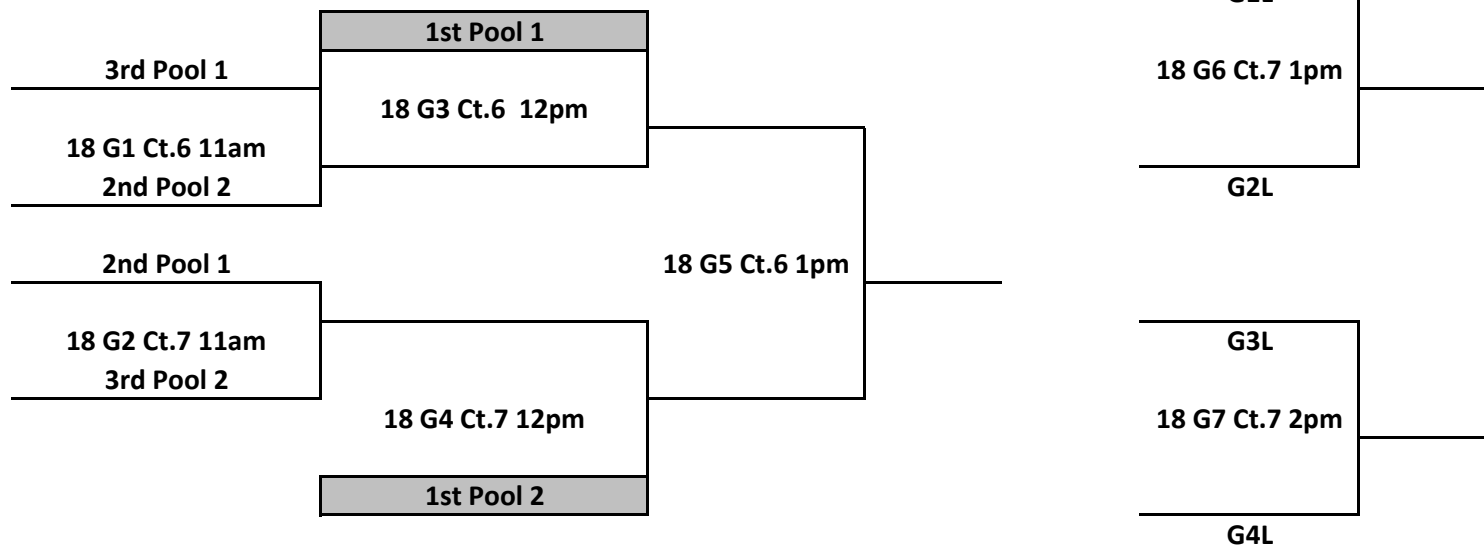 1st Pool 1
3rd Pool 1
18 G3 Ct.6 12pm
18 G1 Ct.6 11am
2nd Pool 2
2nd Pool 1
18 G5 Ct.6 1pm
18 G2 Ct.7 11am
3rd Pool 2
18 G4 Ct.7 12pm
1st Pool 2
18 G6 Ct.7 1pm
G2L
G3L
18 G7 Ct.7 2pm
G4L